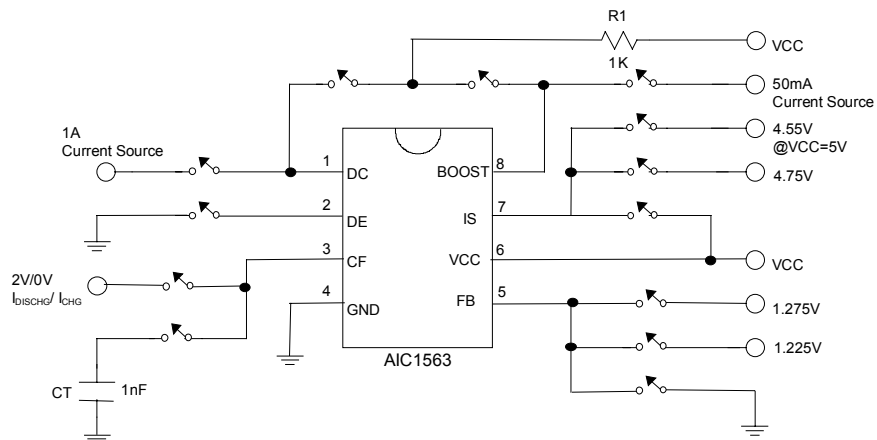 R1
1K
VCC
50mA
Current Source
4.55V
@VCC=5V
4.75V
1A
Current Source
1
DC
BOOST
8
2
DE
IS
7
3
CF
VCC
6
VCC
2V/0V
IDISCHG/ ICHG
4
GND
FB
5
1.275V
1.225V
AIC1563
CT
1nF